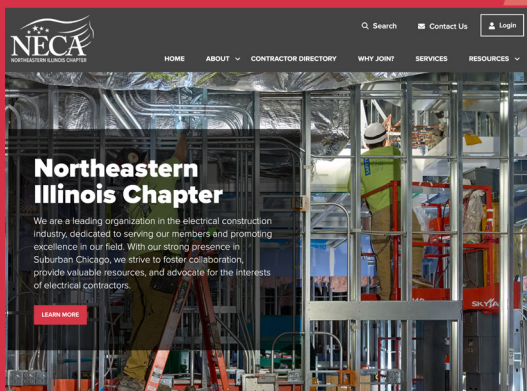 NECA
NORTHEASTERN ILLINOIS CHAPTER
Search
Contact Us
Login
HOME
ABOUT
CONTRACTOR DIRECTORY
WHY JOIN?
SERVICES
RESOURCES
Northeastern
Illinois Chapter
We are a leading organization in the electrical construction
industry, dedicated to serving our members and promoting
excellence in our field. With our strong presence in
Suburban Chicago, we strive to foster collaboration,
provide valuable resources, and advocate for the interests
of electrical contractors.
LEARN MORE